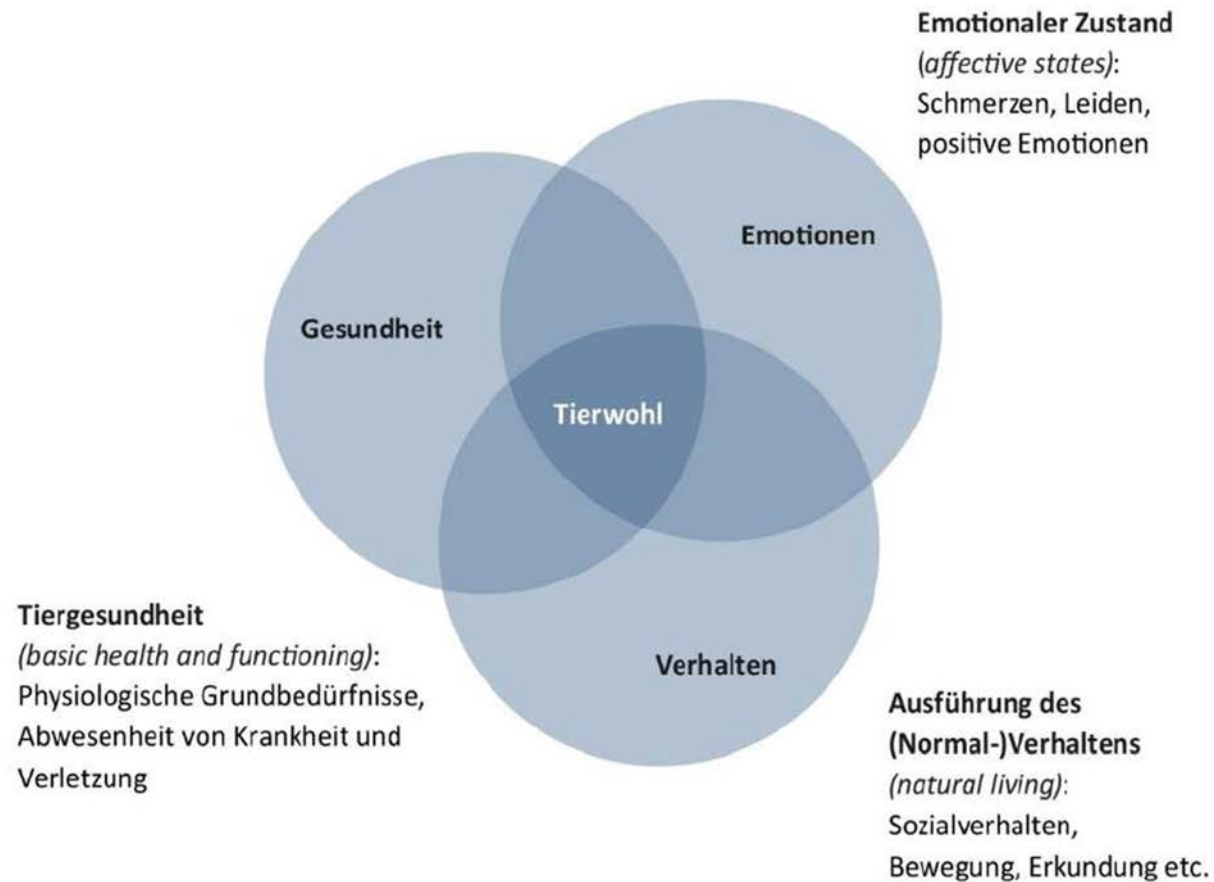 Emotionaler Zustand
(affective states):
Schmerzen, Leiden,
positive Emotionen
Emotionen
Gesundheit
Tierwohl
Tiergesundheit
(basic health and functioning):
Physiologische Grundbedürfnisse,
Abwesenheit von Krankheit und
Verletzung
Verhalten
Ausführung des
(Normal-)Verhaltens
(natural living):
Sozialverhalten,
Bewegung, Erkundung etc.